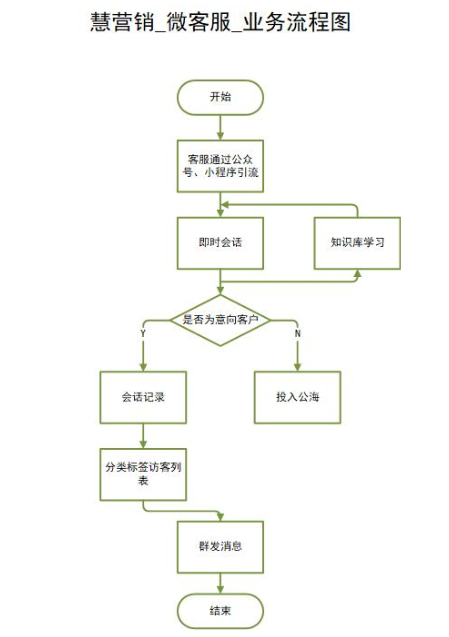 慧营销_微客服_业务流程图
开始
客服通过公众
号、小程序引流
即时会话
知识库学习
是否为意向客户
Y
N
会话记录
投入公海
分类标签访客列
表
群发消息
结束